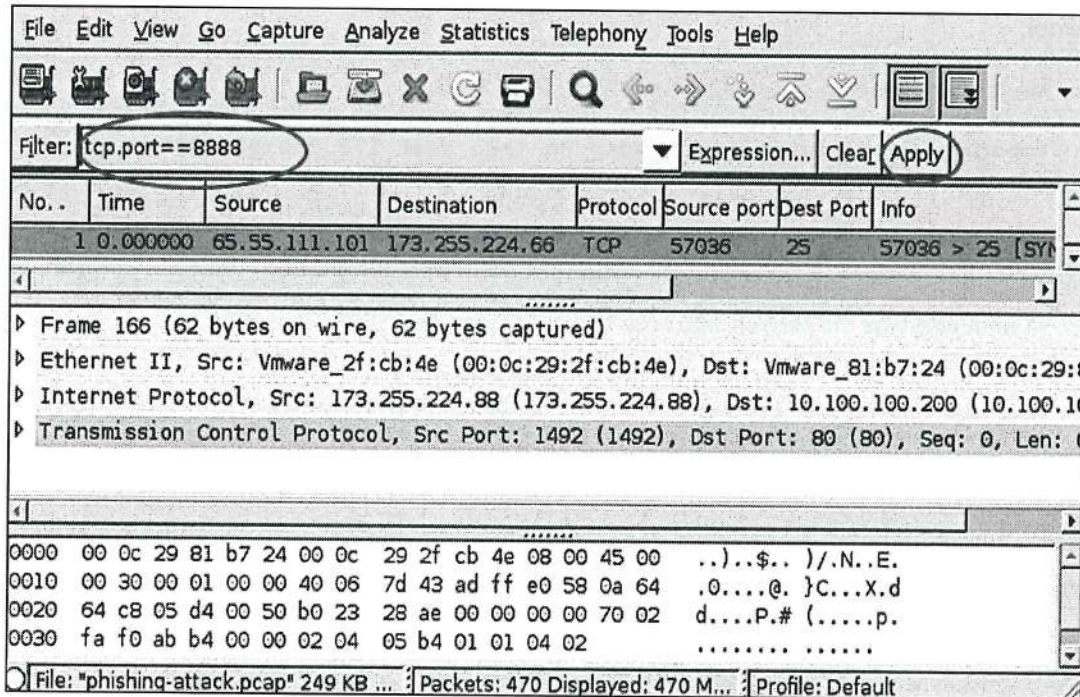 File Edit View Go Capture Analyze Statistics Telephony Tools Help
Filter: tcp.port==8888 Expression... Clear Apply
No. . Time Source Destination Protocol Source port Dest Port Info
1 0.000000 65.55.111.101 173.255.224.66 TCP 57036 25 57036 > 25 [SYN
Frame 166 (62 bytes on wire, 62 bytes captured)
Ethernet II, Src: Vmware_2f:cb:4e (00:0c:29:2f:cb:4e), Dst: Vmware_81:b7:24 (00:0c:29:8
Internet Protocol, Src: 173.255.224.88 (173.255.224.88), Dst: 10.100.100.200 (10.100.10
Transmission Control Protocol, Src Port: 1492 (1492), Dst Port: 80 (80), Seq: 0, Len: 0
0000 00 0c 29 81 b7 24 00 0c 29 2f cb 4e 08 00 45 00 ..)..$.. )/.N..E.
0010 00 30 00 01 00 00 40 06 7d 43 ad ff e0 58 0a 64 .0....@. }C...X.d
0020 64 c8 05 d4 00 50 b0 23 28 ae 00 00 00 00 70 02 d....P.# (.....p.
0030 fa f0 ab b4 00 00 02 04 05 b4 01 01 04 02 ........ ......
File: "phishing-attack.pcap" 249 KB ... Packets: 470 Displayed: 470 M... Profile: Default